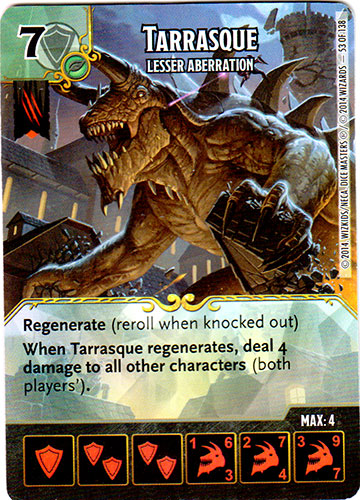 7
TARRASQUE
LESSER ABERRATION
© 2014 WIZKIDS/NECA. DICE MASTERS ®/© 2014 WIZARDS — 53 OF 138
Regenerate (reroll when knocked out)
When Tarrasque regenerates, deal 4
damage to all other characters (both
players').
MAX: 4
1 6 3
2 7 4
3 9 7